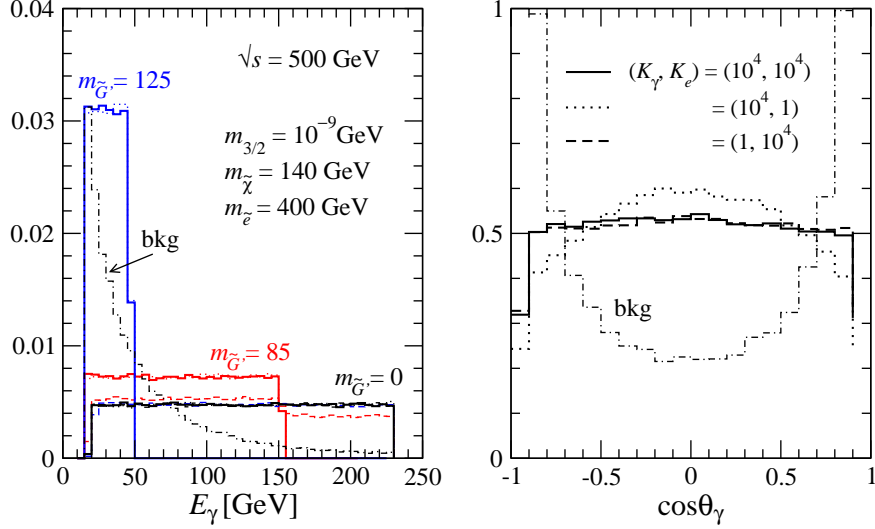 0.04
0.03
0.02
0.01
0
√s = 500 GeV
m_G̃' = 125
m_3/2 = 10^-9 GeV
m_χ̃ = 140 GeV
m_ẽ = 400 GeV
bkg
m_G̃' = 85
m_G̃' = 0
0 50 100 150 200 250
E_γ [GeV]
1
0.5
0
(K_γ, K_e) = (10^4, 10^4)
= (10^4, 1)
= (1, 10^4)
bkg
-1 -0.5 0 0.5 1
cosθ_γ